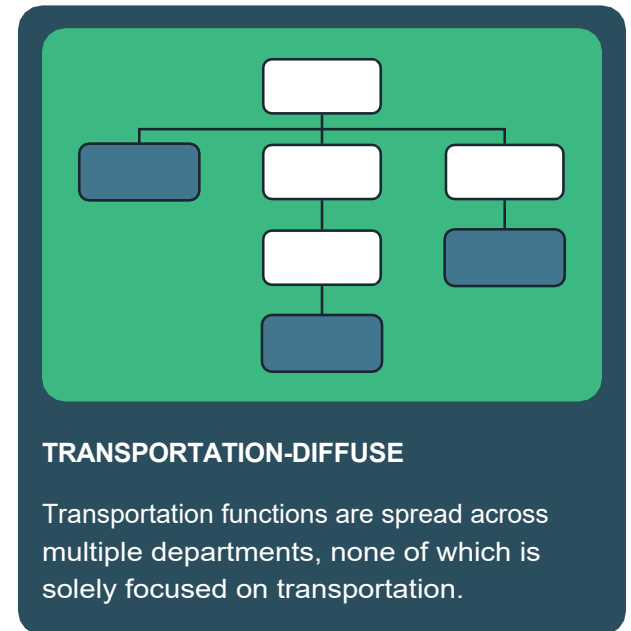 TRANSPORTATION-DIFFUSE
Transportation functions are spread across
multiple departments, none of which is
solely focused on transportation.